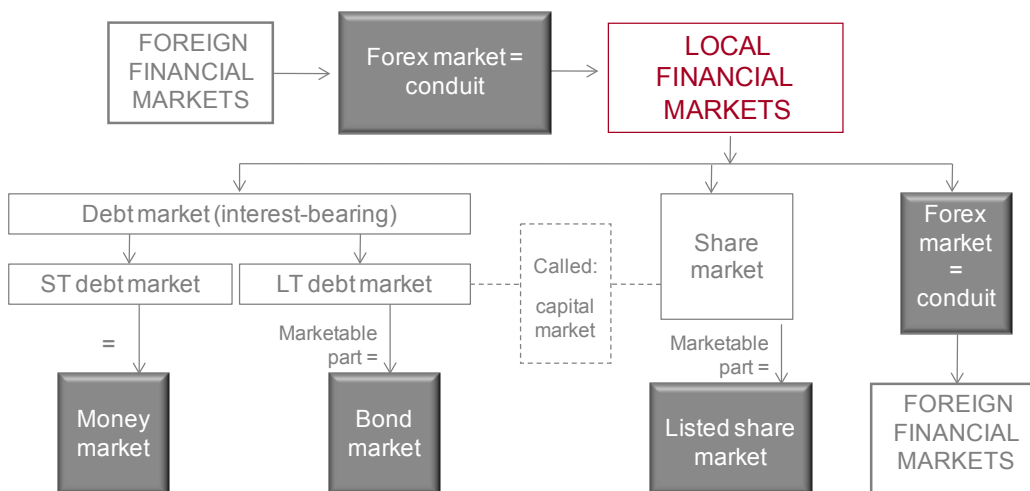 FOREIGN
FINANCIAL
MARKETS
Forex market =
conduit
LOCAL
FINANCIAL
MARKETS
Debt market (interest-bearing)
ST debt market
LT debt market
Called:
capital
market
Share
market
Forex
market
=
conduit
=
Marketable
part =
Marketable
part =
Money
market
Bond
market
Listed share
market
FOREIGN
FINANCIAL
MARKETS